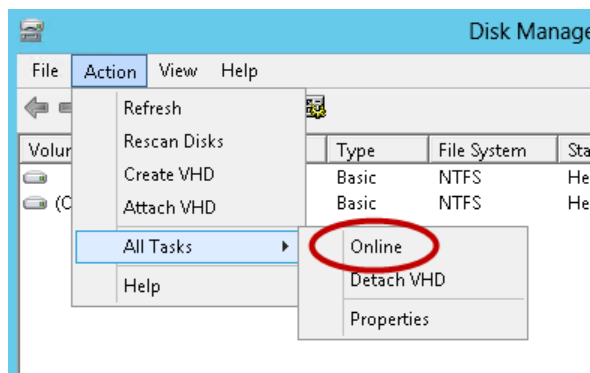 Disk Manage
File Action View Help
Refresh
Rescan Disks
Create VHD
Attach VHD
All Tasks
Help
Volur Type File System Sta
Basic NTFS He
(C Basic NTFS He
Online
Detach VHD
Properties